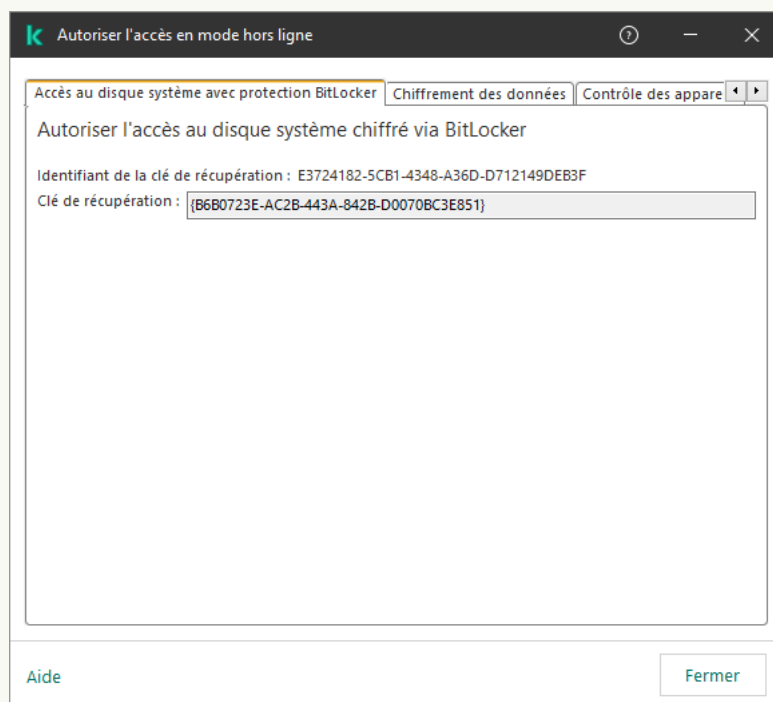 Autoriser l'accès en mode hors ligne
Accès au disque système avec protection BitLocker Chiffrement des données Contrôle des appare
Autoriser l'accès au disque système chiffré via BitLocker
Identifiant de la clé de récupération : E3724182-5CB1-4348-A36D-D712149DEB3F
Clé de récupération : {B6B0723E-AC2B-443A-842B-D0070BC3E851}
Aide Fermer